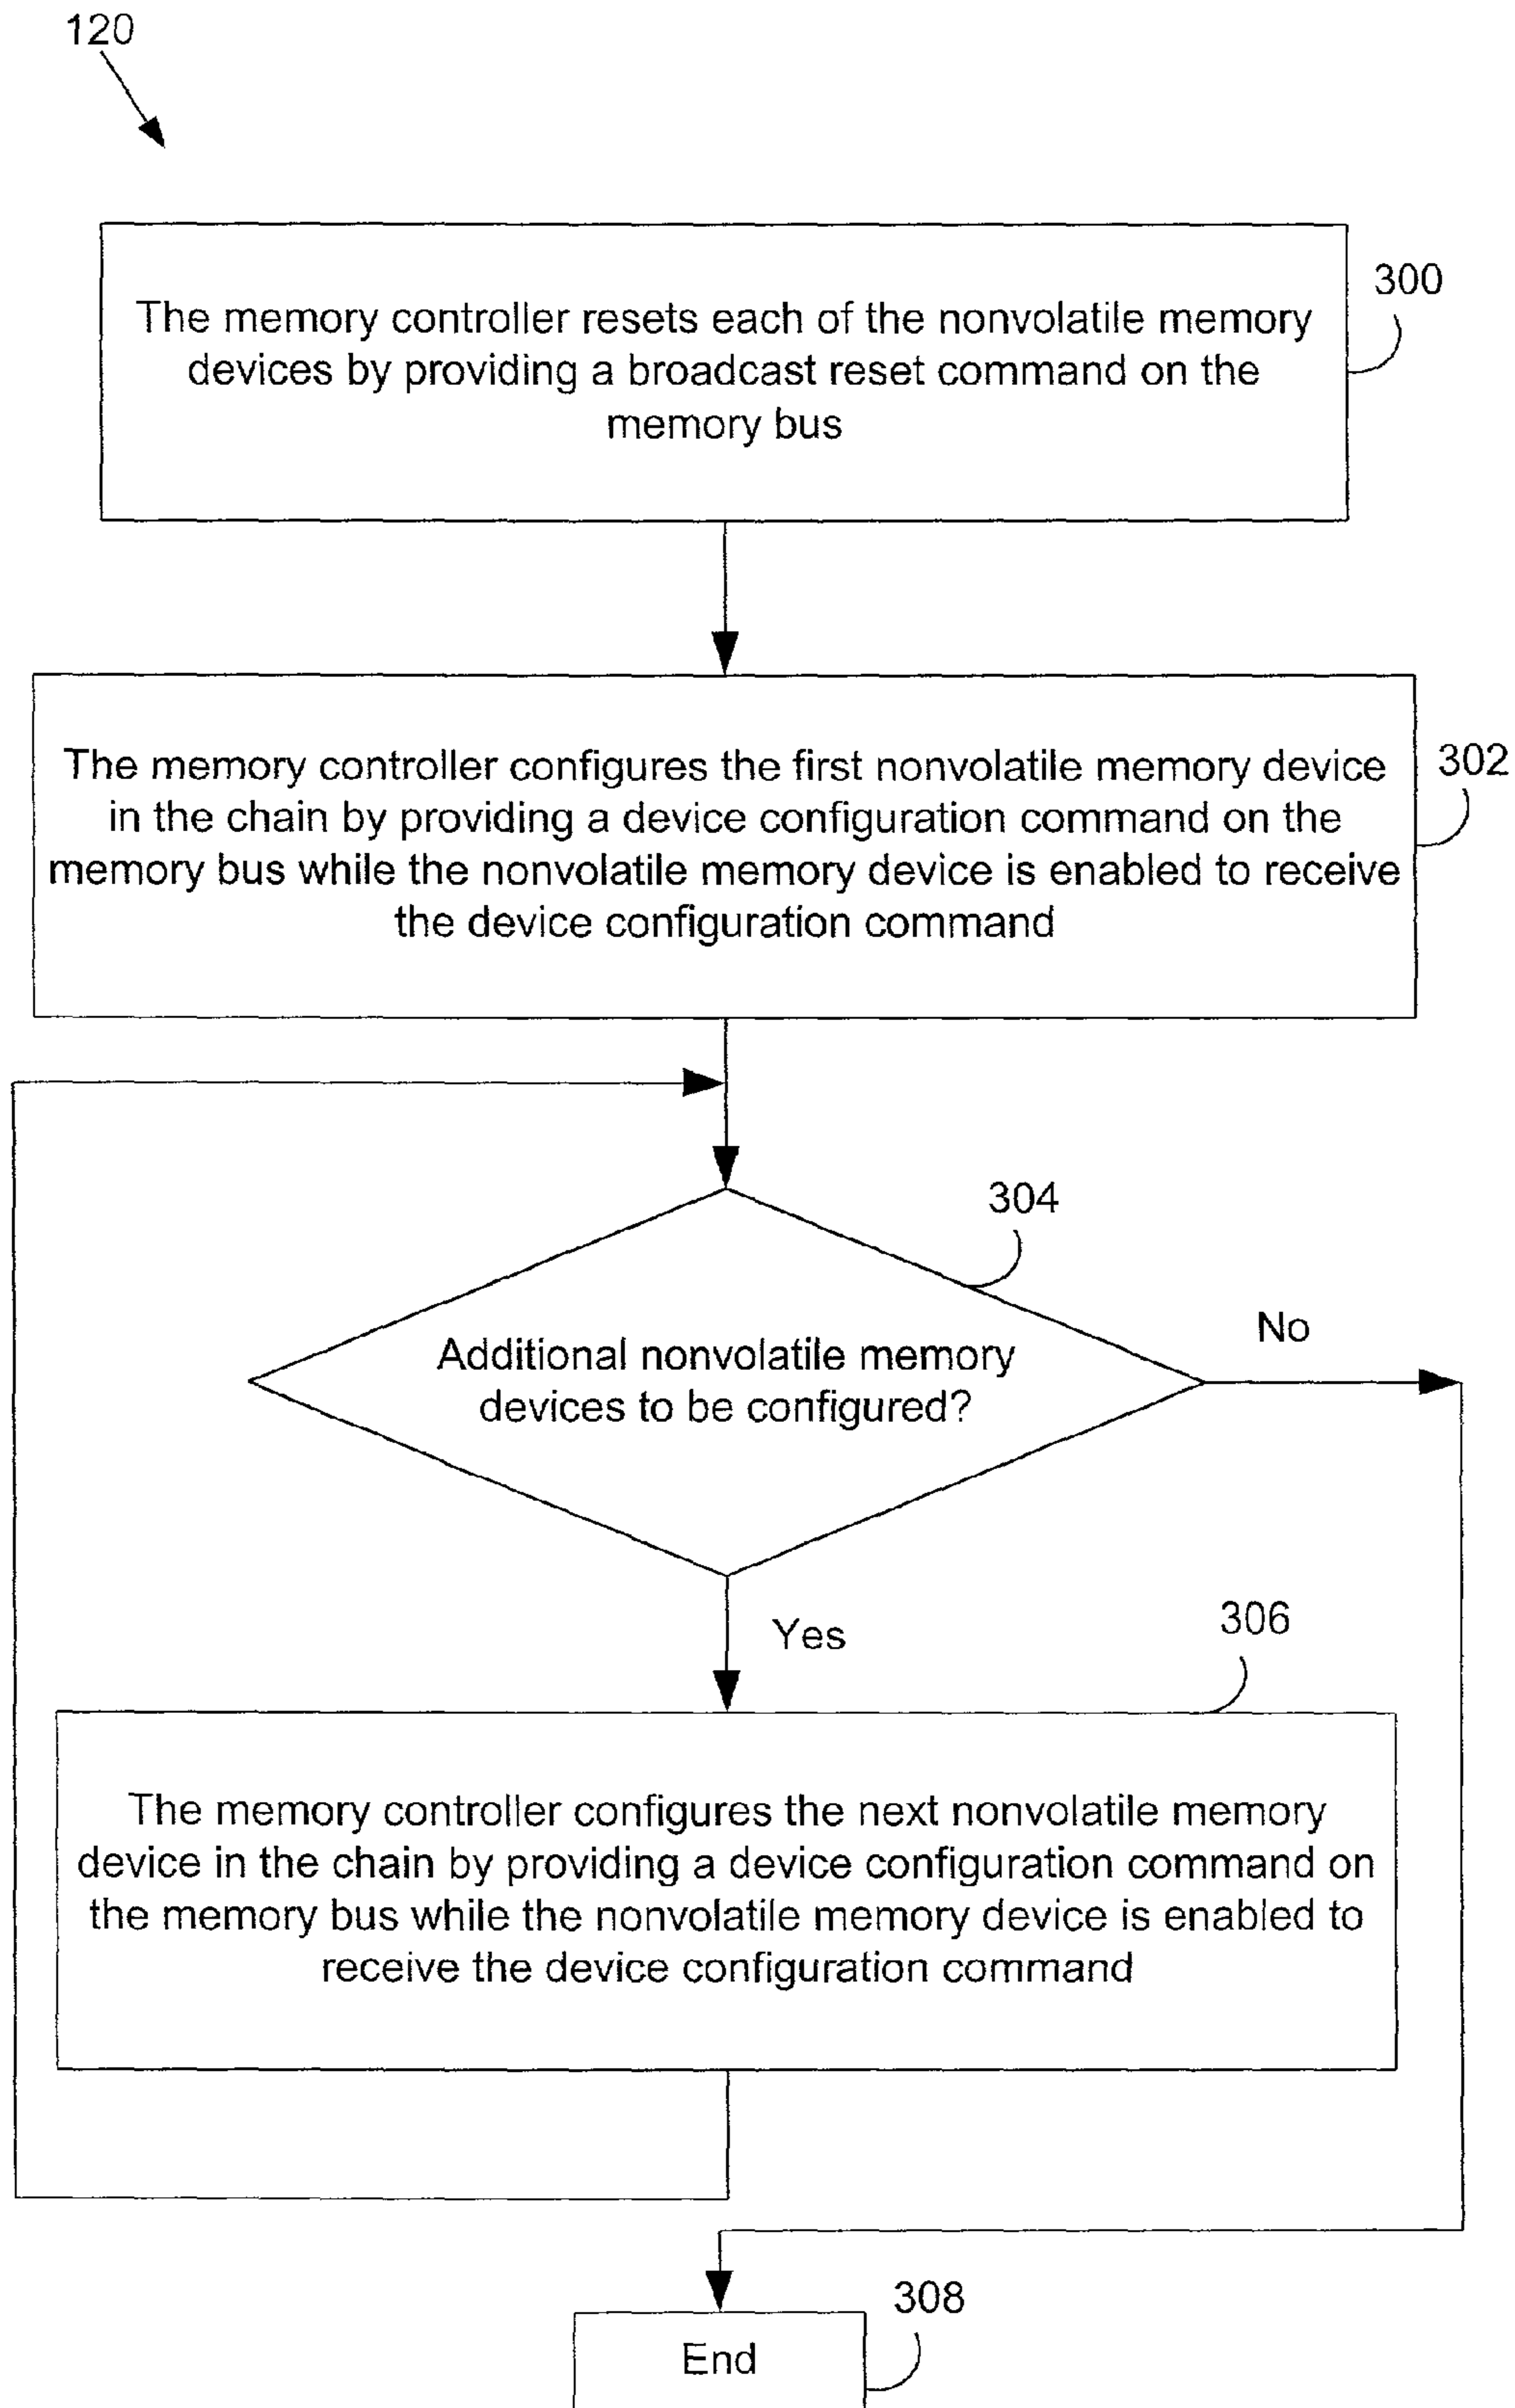 120
300
The memory controller resets each of the nonvolatile memory
devices by providing a broadcast reset command on the
memory bus
302
The memory controller configures the first nonvolatile memory device
in the chain by providing a device configuration command on the
memory bus while the nonvolatile memory device is enabled to receive
the device configuration command
304
Additional nonvolatile memory
devices to be configured?
No
Yes
306
The memory controller configures the next nonvolatile memory
device in the chain by providing a device configuration command on
the memory bus while the nonvolatile memory device is enabled to
receive the device configuration command
308
End